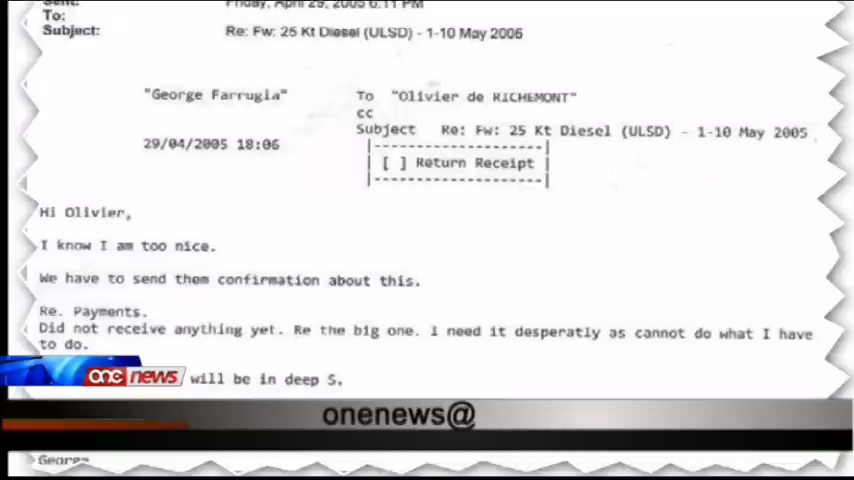 Sent: Friday, April 29, 2005 6:11 PM
To:
Subject: Re: Fw: 25 Kt Diesel (ULSD) - 1-10 May 2005
"George Farrugia" To "Olivier de RICHEMONT"
cc
Subject Re: Fw: 25 Kt Diesel (ULSD) - 1-10 May 2005
29/04/2005 18:06
|-------------------|
| [ ] Return Receipt |
|-------------------|
Hi Olivier,
I know I am too nice.
We have to send them confirmation about this.
Re. Payments.
Did not receive anything yet. Re the big one. I need it desperatly as cannot do what I have
to do.
one news will be in deep S.
onenews@
George